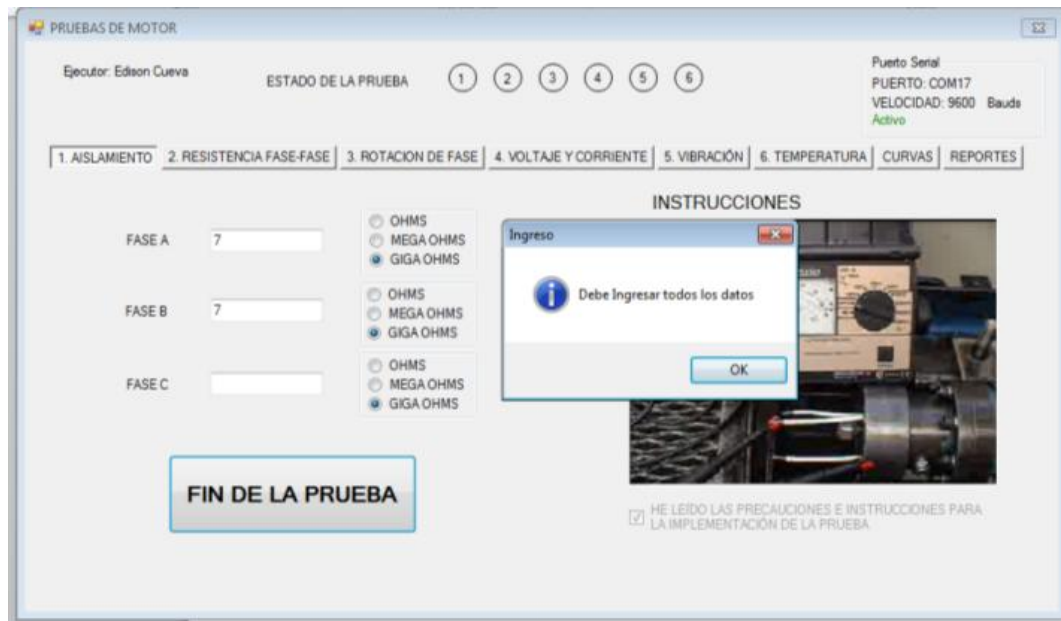 PRUEBAS DE MOTOR
Ejecutor: Edison Cueva
ESTADO DE LA PRUEBA 1 2 3 4 5 6
Puerto Serial
PUERTO: COM17
VELOCIDAD: 9600 Bauds
Activo
1. AISLAMIENTO 2. RESISTENCIA FASE-FASE 3. ROTACION DE FASE 4. VOLTAJE Y CORRIENTE 5. VIBRACIÓN 6. TEMPERATURA CURVAS REPORTES
INSTRUCCIONES
FASE A 7
OHMS
MEGA OHMS
GIGA OHMS
FASE B 7
OHMS
MEGA OHMS
GIGA OHMS
FASE C
OHMS
MEGA OHMS
GIGA OHMS
Ingreso
Debe Ingresar todos los datos
OK
FIN DE LA PRUEBA
HE LEÍDO LAS PRECAUCIONES E INSTRUCCIONES PARA
LA IMPLEMENTACIÓN DE LA PRUEBA